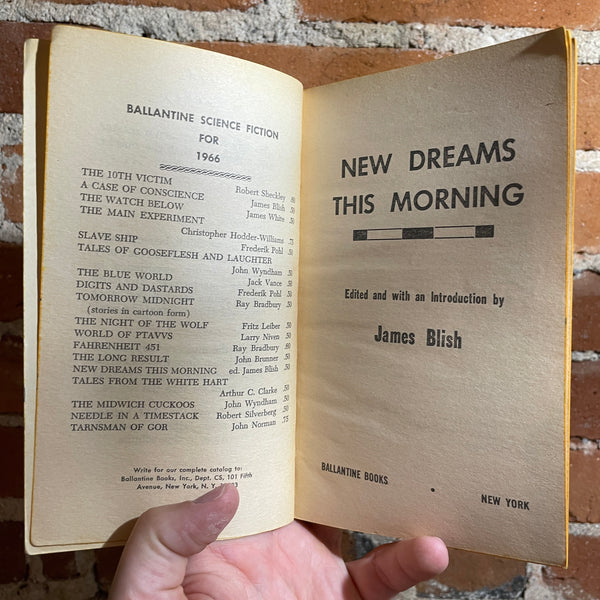 BALLANTINE SCIENCE FICTION
FOR
1966
THE 10TH VICTIM Robert Sheckley .60
A CASE OF CONSCIENCE James Blish .50
THE WATCH BELOW James White .50
THE MAIN EXPERIMENT
Christopher Hodder-Williams .75
SLAVE SHIP Frederik Pohl .50
TALES OF GOOSEFLESH AND LAUGHTER
John Wyndham .50
THE BLUE WORLD Jack Vance .50
DIGITS AND DASTARDS Frederik Pohl .50
TOMORROW MIDNIGHT Ray Bradbury .50
(stories in cartoon form)
THE NIGHT OF THE WOLF Fritz Leiber .50
WORLD OF PTAVVS Larry Niven .50
FAHRENHEIT 451 Ray Bradbury .60
THE LONG RESULT John Brunner .50
NEW DREAMS THIS MORNING ed. James Blish .50
TALES FROM THE WHITE HART
Arthur C. Clarke .50
THE MIDWICH CUCKOOS John Wyndham .50
NEEDLE IN A TIMESTACK Robert Silverberg .50
TARNSMAN OF GOR John Norman .75
Write for our complete catalog to:
Ballantine Books, Inc., Dept. CS, 101 Fifth
Avenue, New York, N. Y.
NEW DREAMS
THIS MORNING
Edited and with an Introduction by
James Blish
BALLANTINE BOOKS • NEW YORK